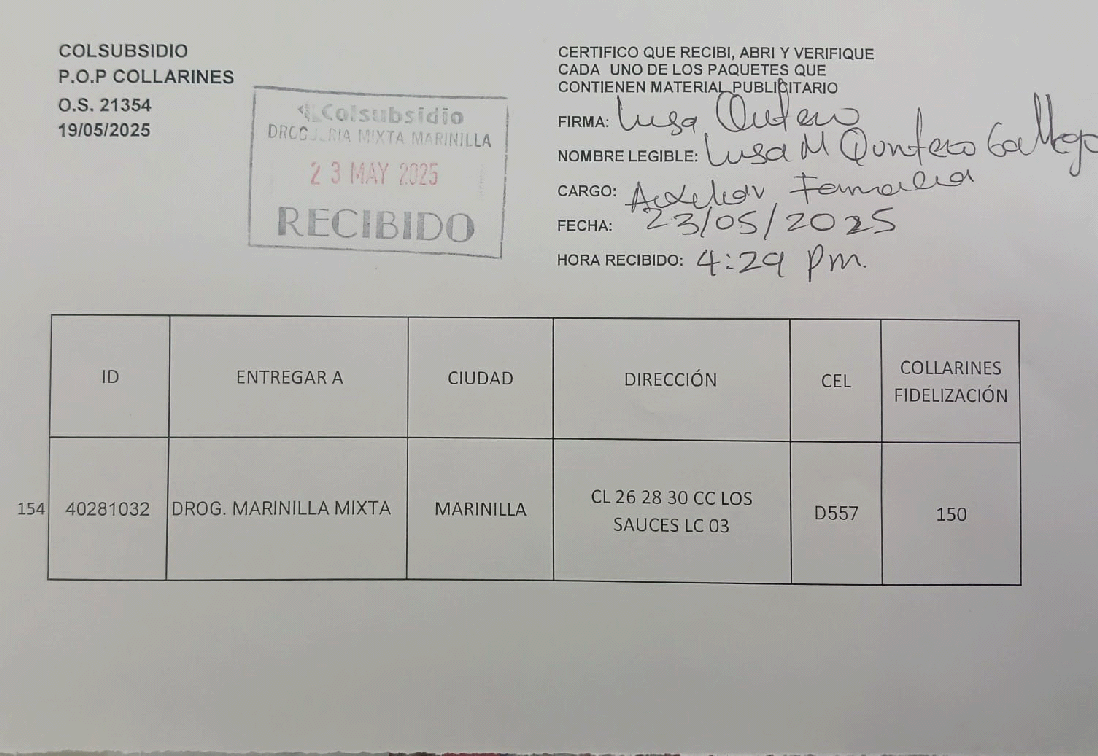 COLSUBSIDIO
P.O.P COLLARINES
O.S. 21354
19/05/2025
Colsubsidio
DROGUERIA MIXTA MARINILLA
23 MAY 2025
RECIBIDO
CERTIFICO QUE RECIBI, ABRI Y VERIFIQUE
CADA UNO DE LOS PAQUETES QUE
CONTIENEN MATERIAL PUBLICITARIO
FIRMA: Luisa Quintero
NOMBRE LEGIBLE: Luisa M Quintero Gallego
CARGO: Auxiliar Farmacia
FECHA: 23/05/2025
HORA RECIBIDO: 4:29 pm.
ID ENTREGAR A CIUDAD DIRECCIÓN CEL COLLARINES
FIDELIZACIÓN
154 40281032 DROG. MARINILLA MIXTA MARINILLA CL 26 28 30 CC LOS
SAUCES LC 03 D557 150